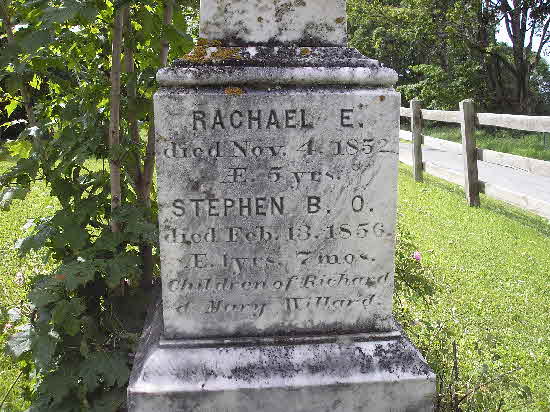 RACHAEL E.
died Nov. 4. 1852.
Æ. 5 yrs.
STEPHEN B. O.
died Feb. 13. 1856.
Æ. 1 yrs. 7 mos.
Children of Richard
& Mary Willard.